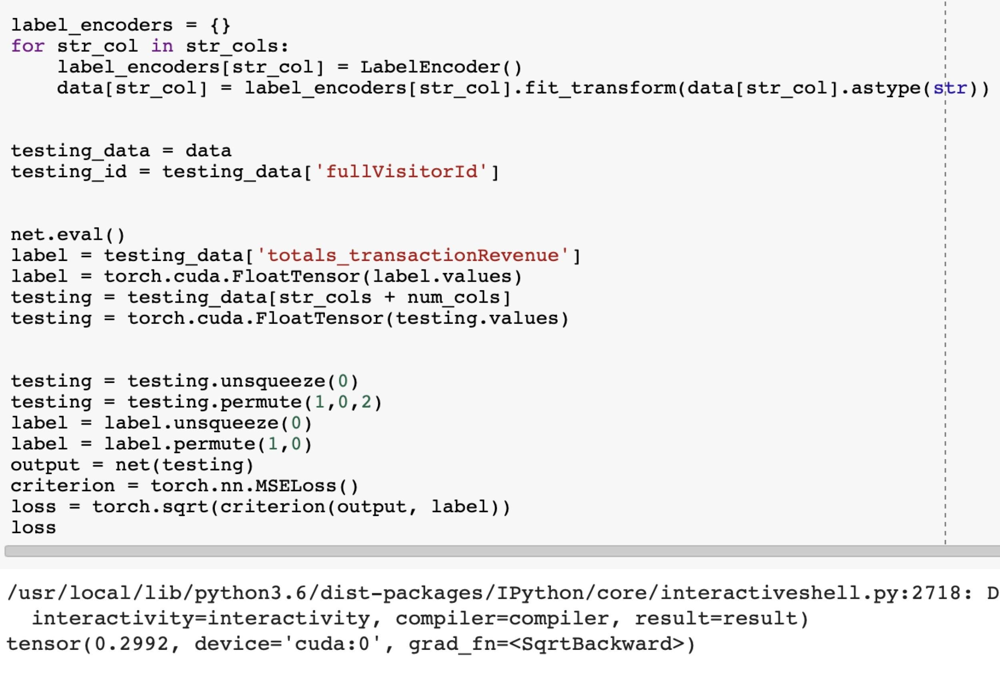 label_encoders = {}
for str_col in str_cols:
    label_encoders[str_col] = LabelEncoder()
    data[str_col] = label_encoders[str_col].fit_transform(data[str_col].astype(str))
testing_data = data
testing_id = testing_data['fullVisitorId']
net.eval()
label = testing_data['totals_transactionRevenue']
label = torch.cuda.FloatTensor(label.values)
testing = testing_data[str_cols + num_cols]
testing = torch.cuda.FloatTensor(testing.values)
testing = testing.unsqueeze(0)
testing = testing.permute(1,0,2)
label = label.unsqueeze(0)
label = label.permute(1,0)
output = net(testing)
criterion = torch.nn.MSELoss()
loss = torch.sqrt(criterion(output, label))
loss
/usr/local/lib/python3.6/dist-packages/IPython/core/interactiveshell.py:2718: D
  interactivity=interactivity, compiler=compiler, result=result)
tensor(0.2992, device='cuda:0', grad_fn=<SqrtBackward>)